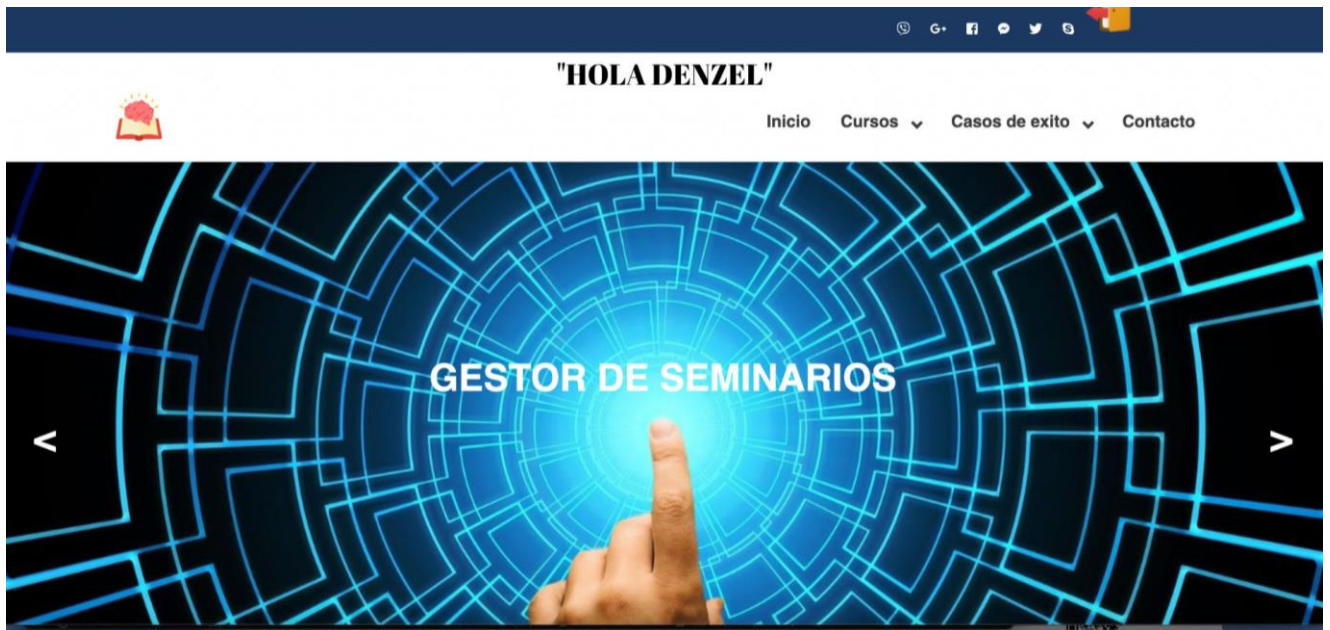 "HOLA DENZEL"
Inicio Cursos Casos de exito Contacto
GESTOR DE SEMINARIOS
< >